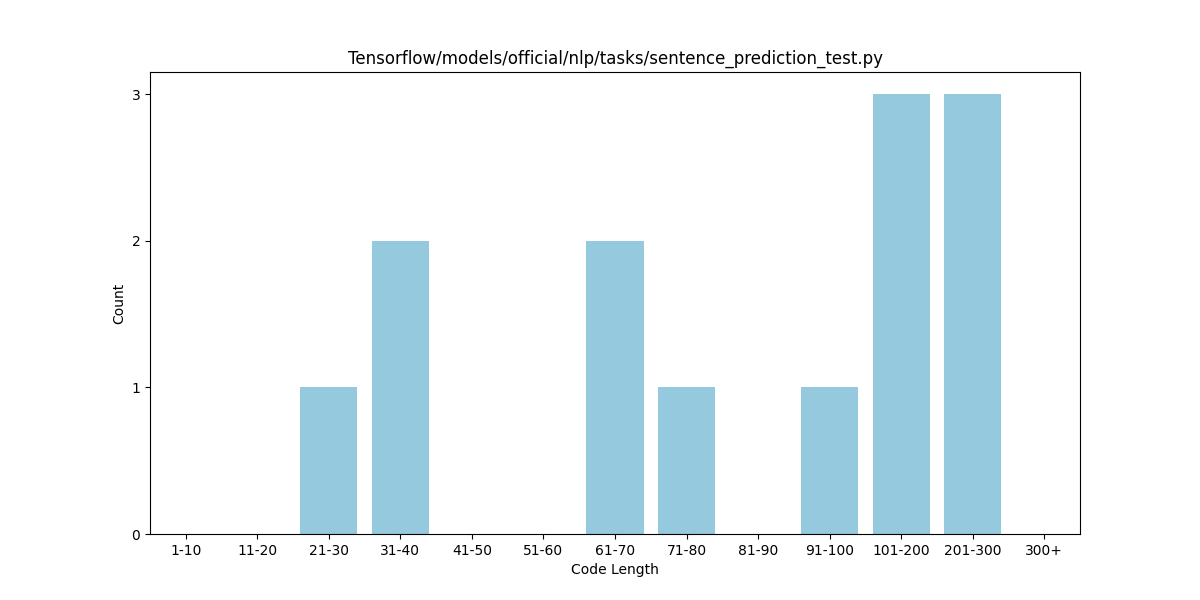 Tensorflow/models/official/nlp/tasks/sentence_prediction_test.py
3
2
1
0
Count
1-10 11-20 21-30 31-40 41-50 51-60 61-70 71-80 81-90 91-100 101-200 201-300 300+
Code Length